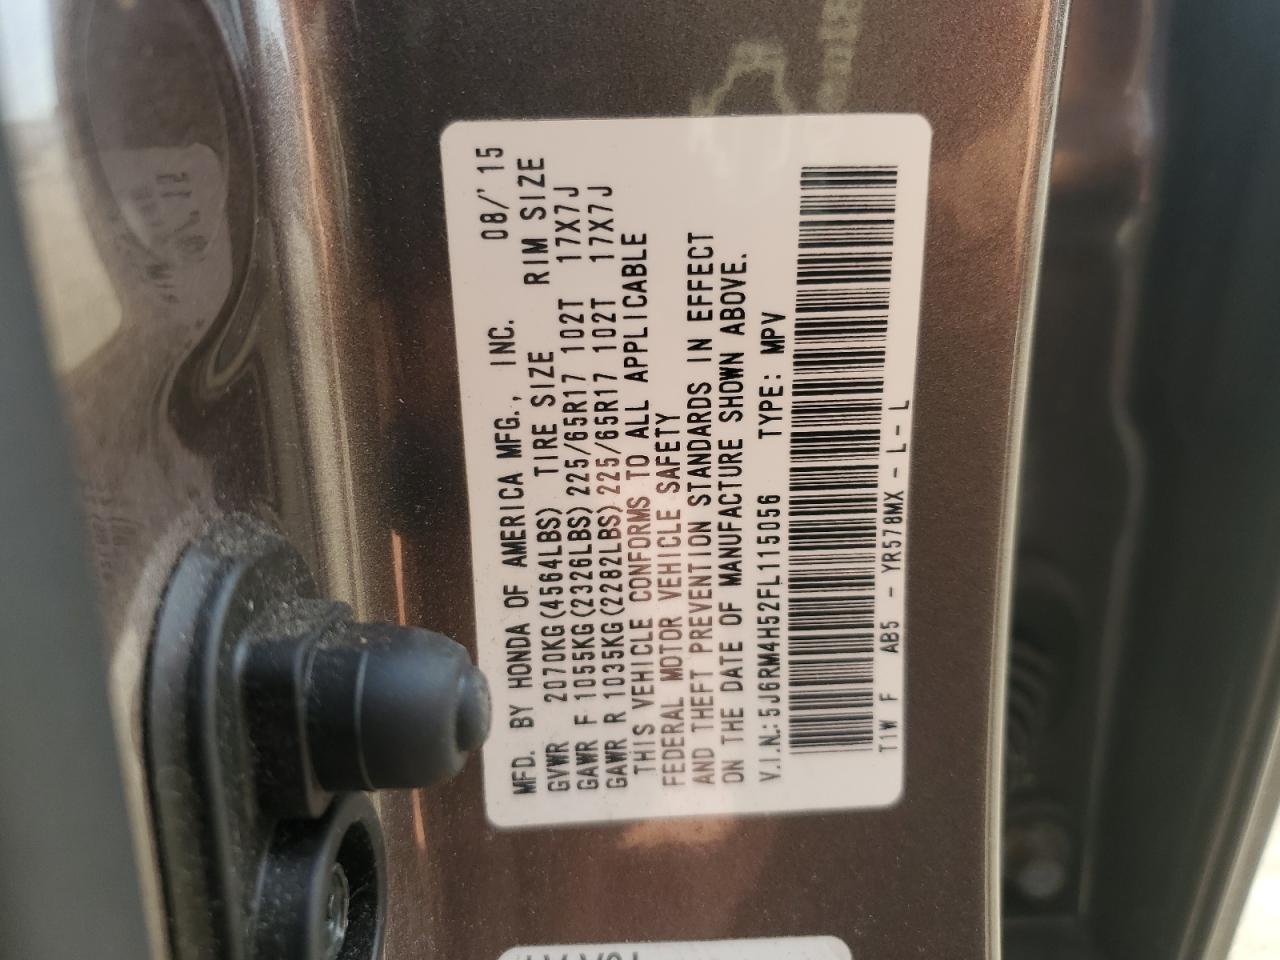 MFD. BY HONDA OF AMERICA MFG., INC. 08/'15
GVWR 2070KG(4564LBS) TIRE SIZE RIM SIZE
GAWR F 1055KG(2326LBS) 225/65R17 102T 17X7J
GAWR R 1035KG(2282LBS) 225/65R17 102T 17X7J
THIS VEHICLE CONFORMS TO ALL APPLICABLE
FEDERAL MOTOR VEHICLE SAFETY
AND THEFT PREVENTION STANDARDS IN EFFECT
ON THE DATE OF MANUFACTURE SHOWN ABOVE.
V.I.N.: 5J6RM4H52FL115056 TYPE: MPV
T1W F AB5 - YR578MX - L - L